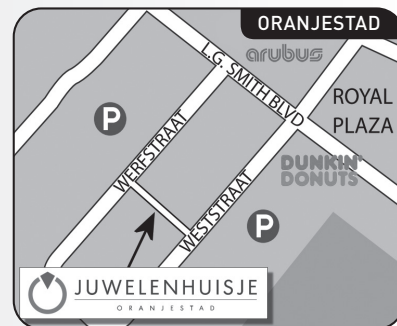 ORANJESTAD
arubus
L.G. SMITH BLVD
ROYAL
PLAZA
P
DUNKIN'
DONUTS
WERFSTRAAT
WESTSTRAAT
P
JUWELENHUISJE
ORANJESTAD